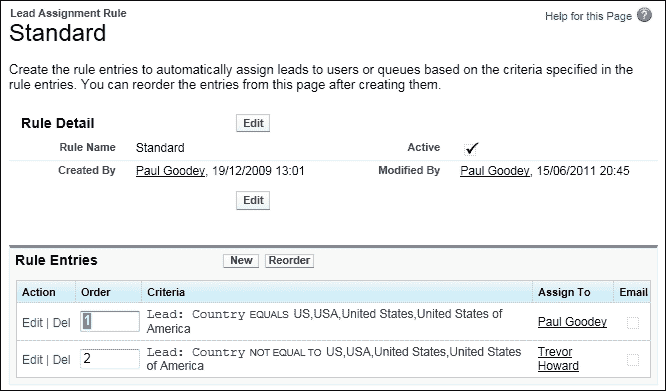 Lead Assignment Rule
Help for this Page ?
Standard
Create the rule entries to automatically assign leads to users or queues based on the criteria specified in the
rule entries. You can reorder the entries from this page after creating them.
Rule Detail Edit
Rule Name Standard Active
Created By Paul Goodey, 19/12/2009 13:01 Modified By Paul Goodey, 15/06/2011 20:45
Edit
Rule Entries New Reorder
Action Order Criteria Assign To Email
Edit | Del 1 Lead: Country EQUALS US,USA,United States,United States of
America Paul Goodey
Edit | Del 2 Lead: Country NOT EQUAL TO US,USA,United States,United States
of America Trevor
Howard